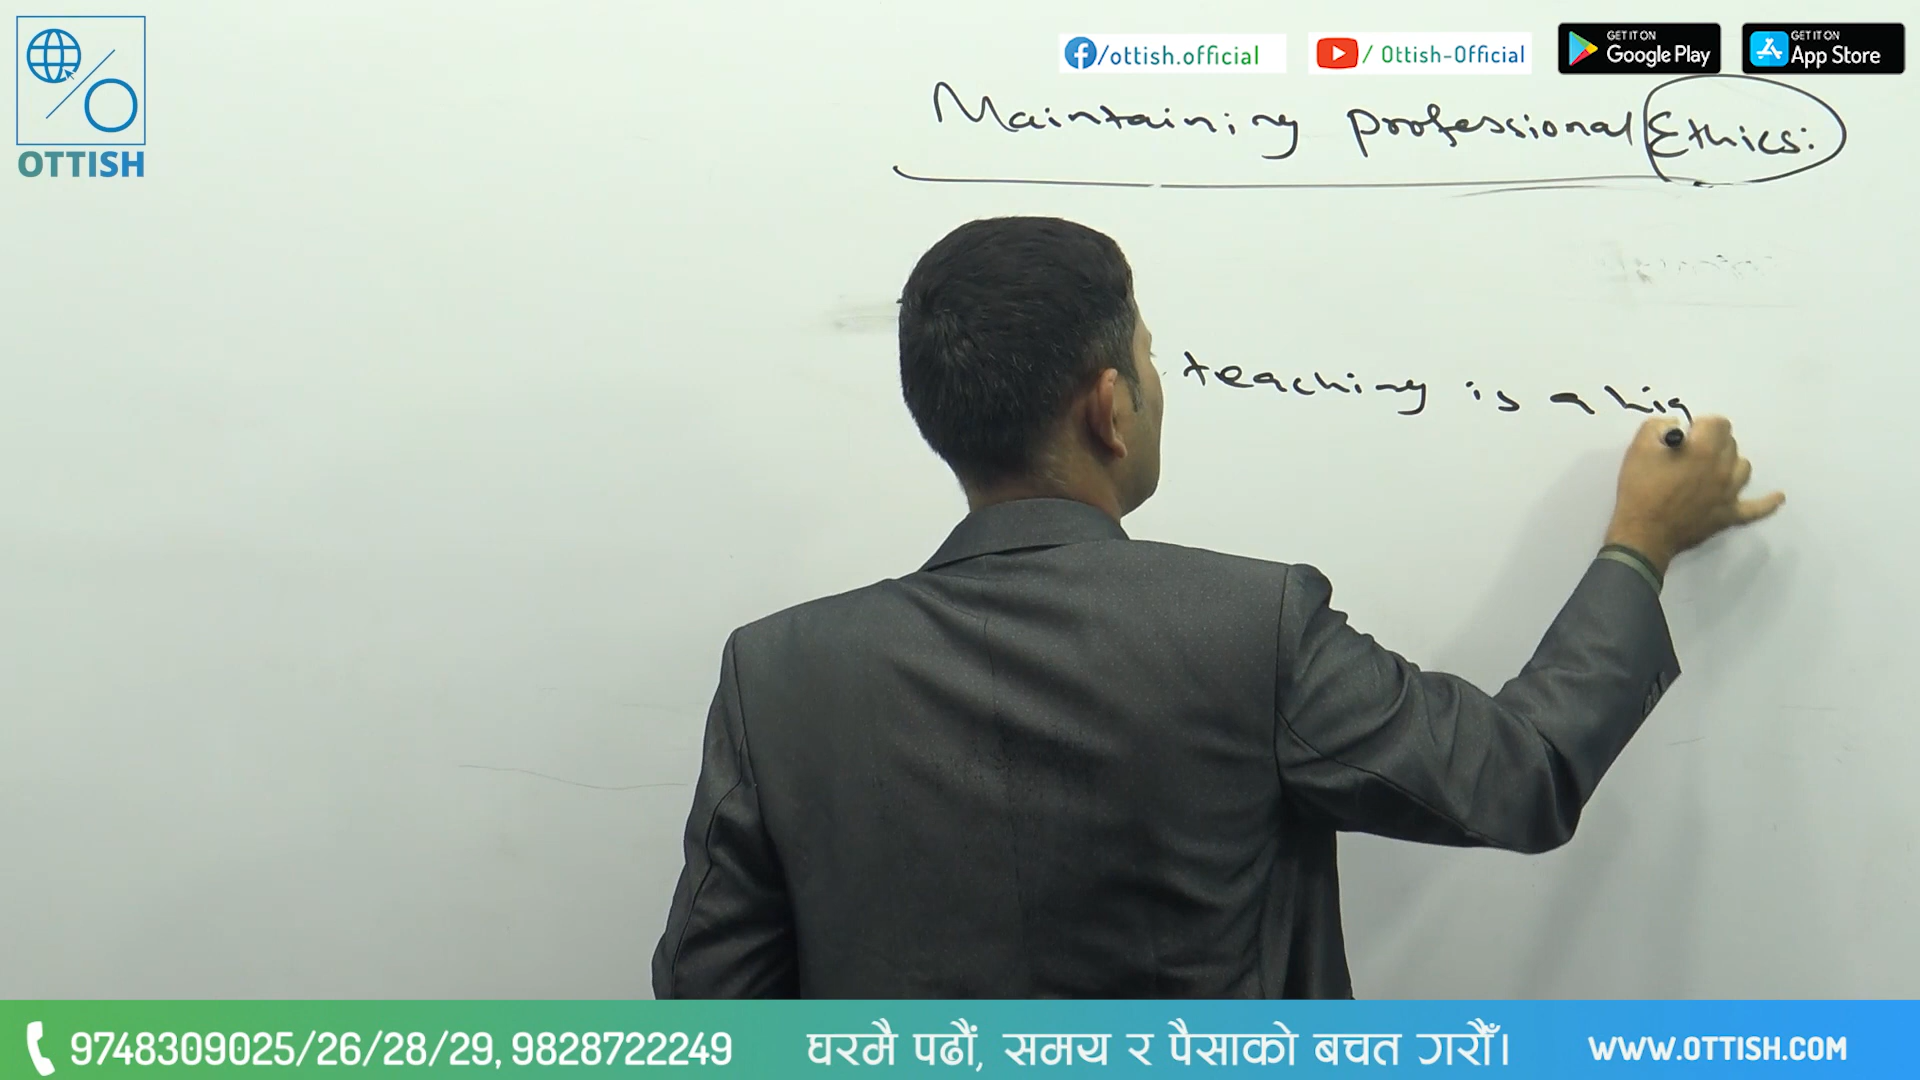 OTTISH
/ottish.official
/ Ottish-Official
GET IT ON
Google Play
GET IT ON
App Store
Maintaining professional Ethics:
teaching is a hig
9748309025/26/28/29, 9828722249
घरमै पढौं, समय र पैसाको बचत गरौँ।
WWW.OTTISH.COM